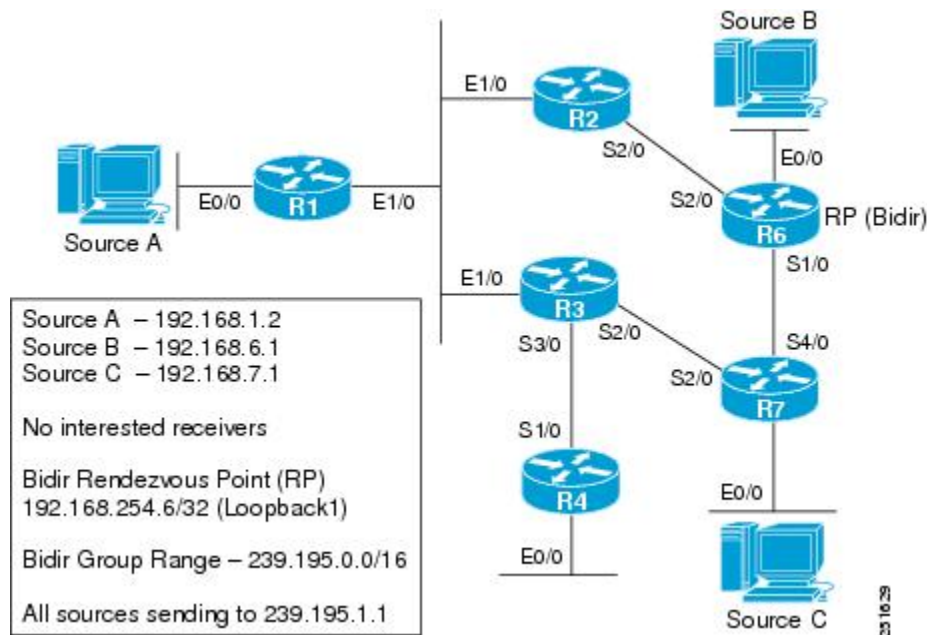 Source B
E1/0
R2
S2/0
E0/0
E0/0
R1
E1/0
Source A
S2/0
R6
RP (Bidir)
S1/0
E1/0
R3
S3/0
S2/0
S4/0
S2/0
R7
S1/0
R4
E0/0
E0/0
Source C
Source A – 192.168.1.2
Source B – 192.168.6.1
Source C – 192.168.7.1
No interested receivers
Bidir Rendezvous Point (RP)
192.168.254.6/32 (Loopback1)
Bidir Group Range – 239.195.0.0/16
All sources sending to 239.195.1.1